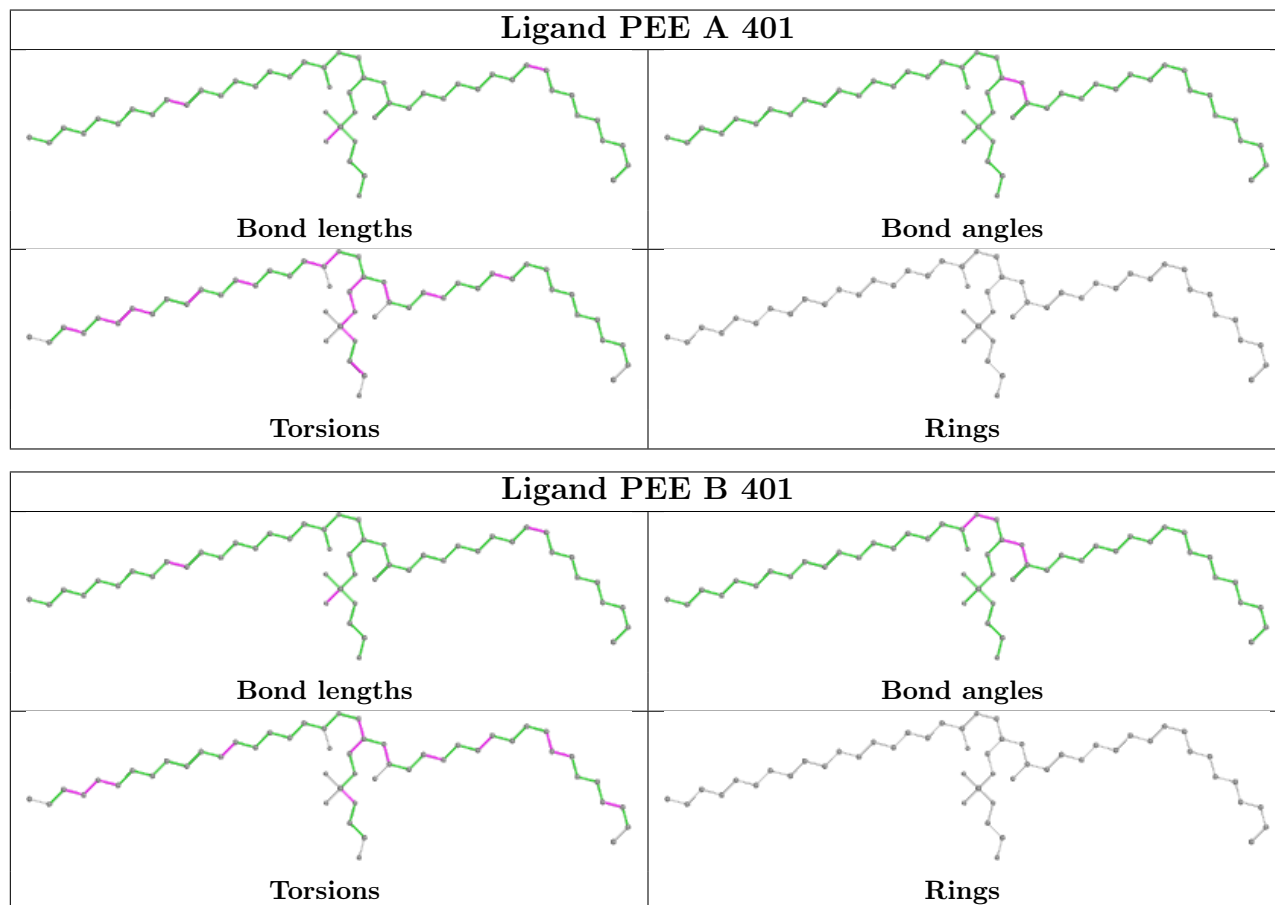 Ligand PEE A 401
Bond lengths
Bond angles
Torsions
Rings
Ligand PEE B 401
Bond lengths
Bond angles
Torsions
Rings